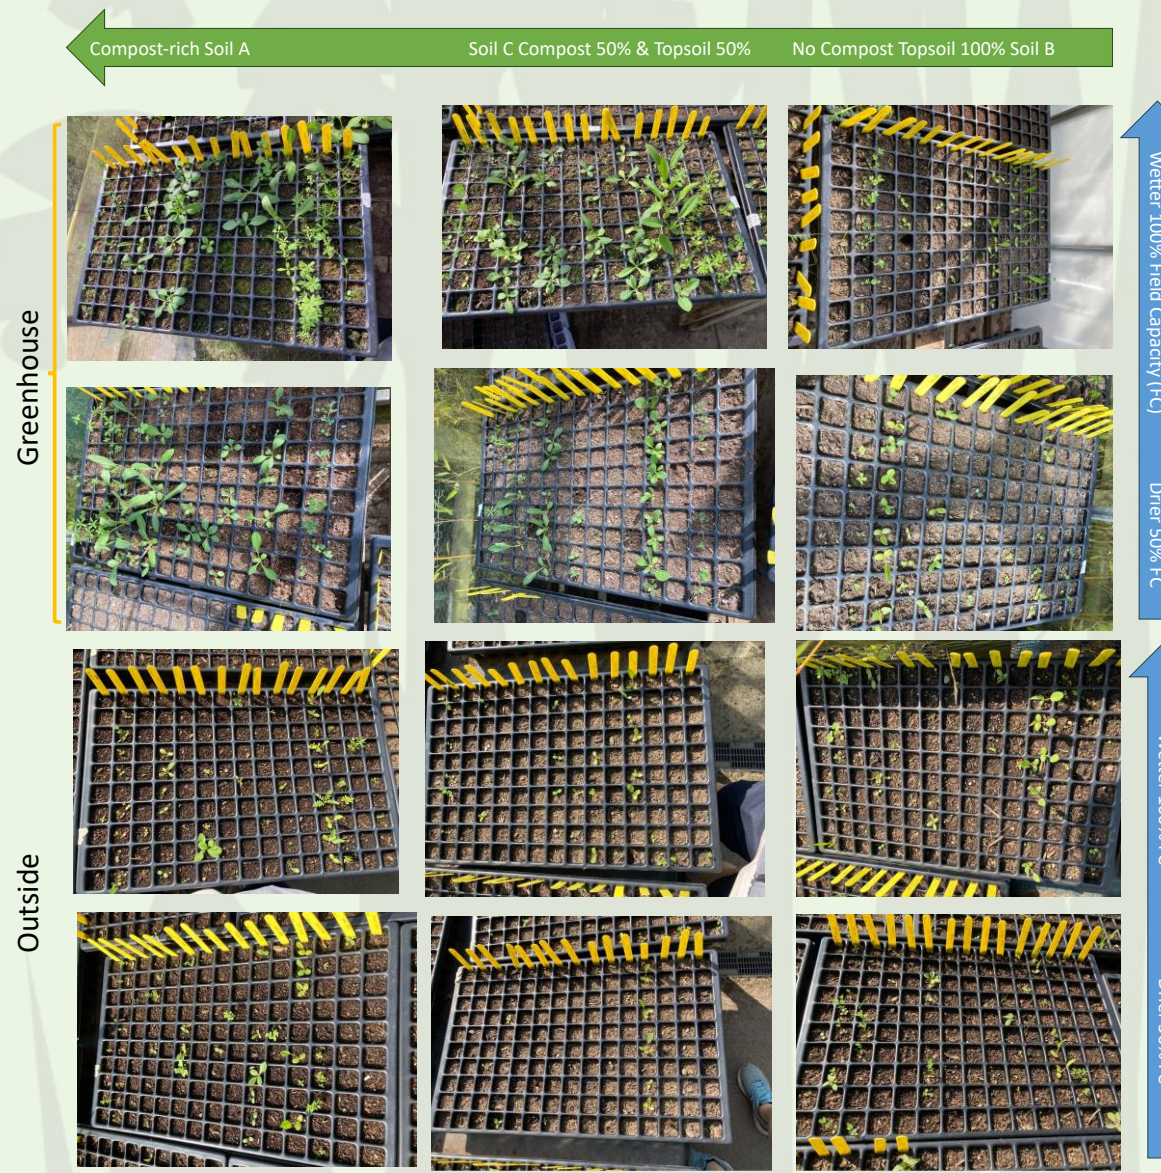 Compost-rich Soil A
Soil C Compost 50% & Topsoil 50%
No Compost Topsoil 100% Soil B
Greenhouse
Wetter 100% Field Capacity (FC)
Drier 50% FC
Outside